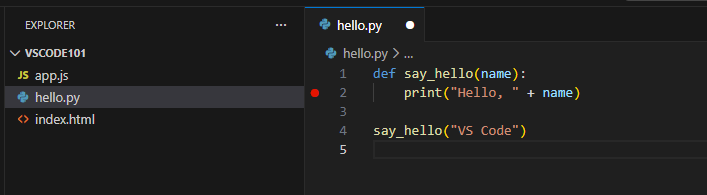 EXPLORER
VSCODE101
JS app.js
hello.py
<> index.html
hello.py
hello.py > ...
1 def say_hello(name):
2     print("Hello, " + name)
3
4 say_hello("VS Code")
5